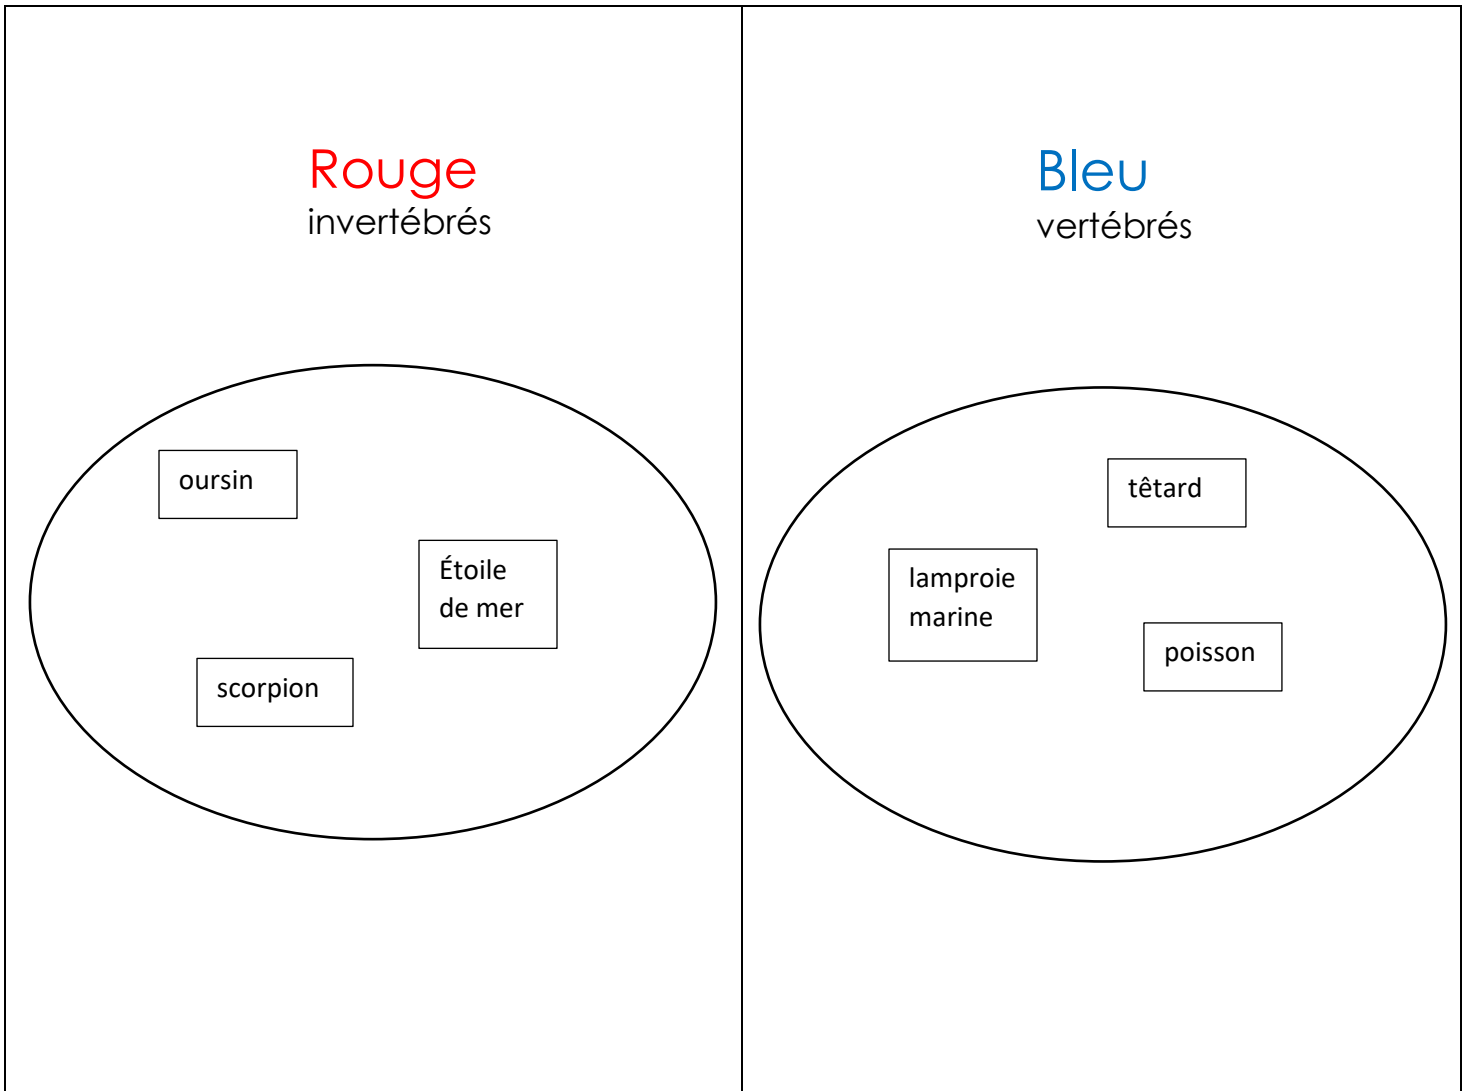 Rouge
invertébrés
oursin
Étoile
de mer
scorpion
Bleu
vertébrés
têtard
lamproie
marine
poisson